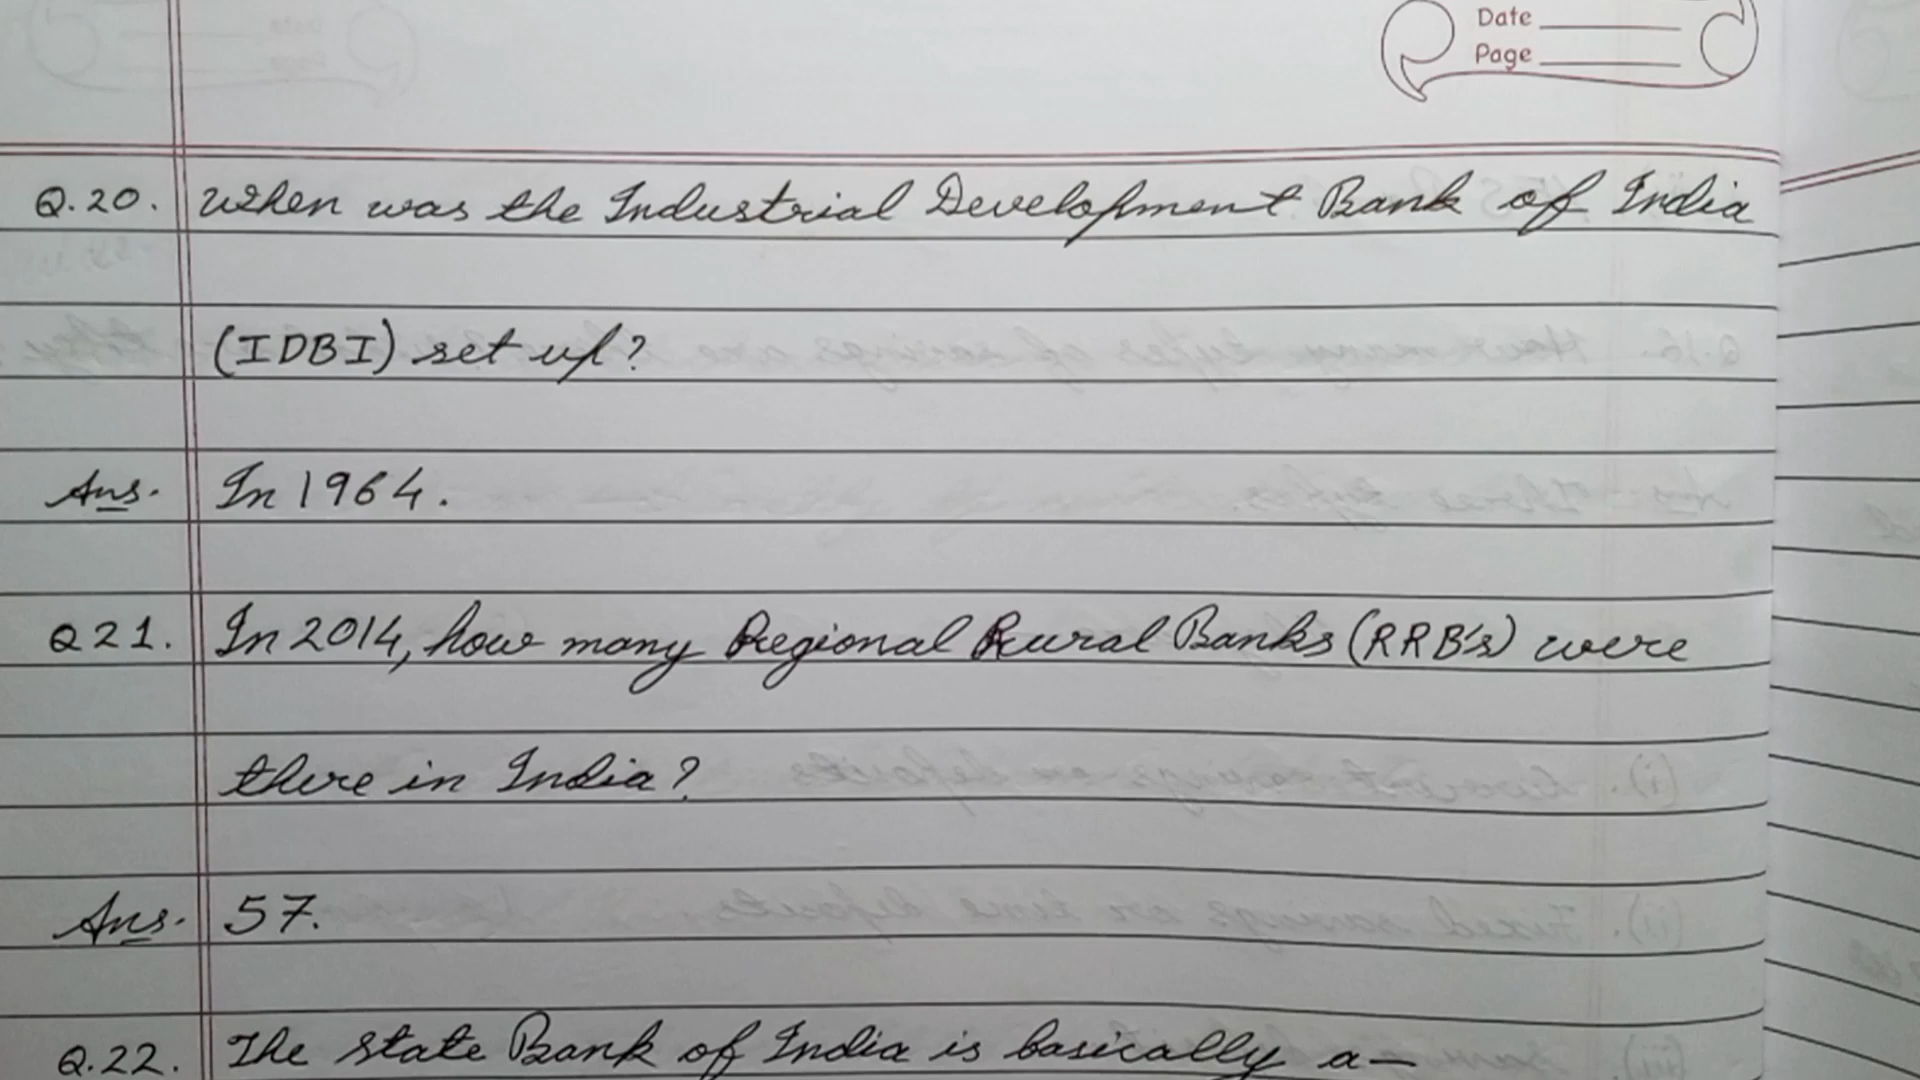 Date
Page
Q.20. When was the Industrial Development Bank of India
(IDBI) set up?
Ans. In 1964.
Q21. In 2014, how many Regional Rural Banks (RRB's) were
there in India?
Ans. 57.
Q.22. The State Bank of India is basically a—